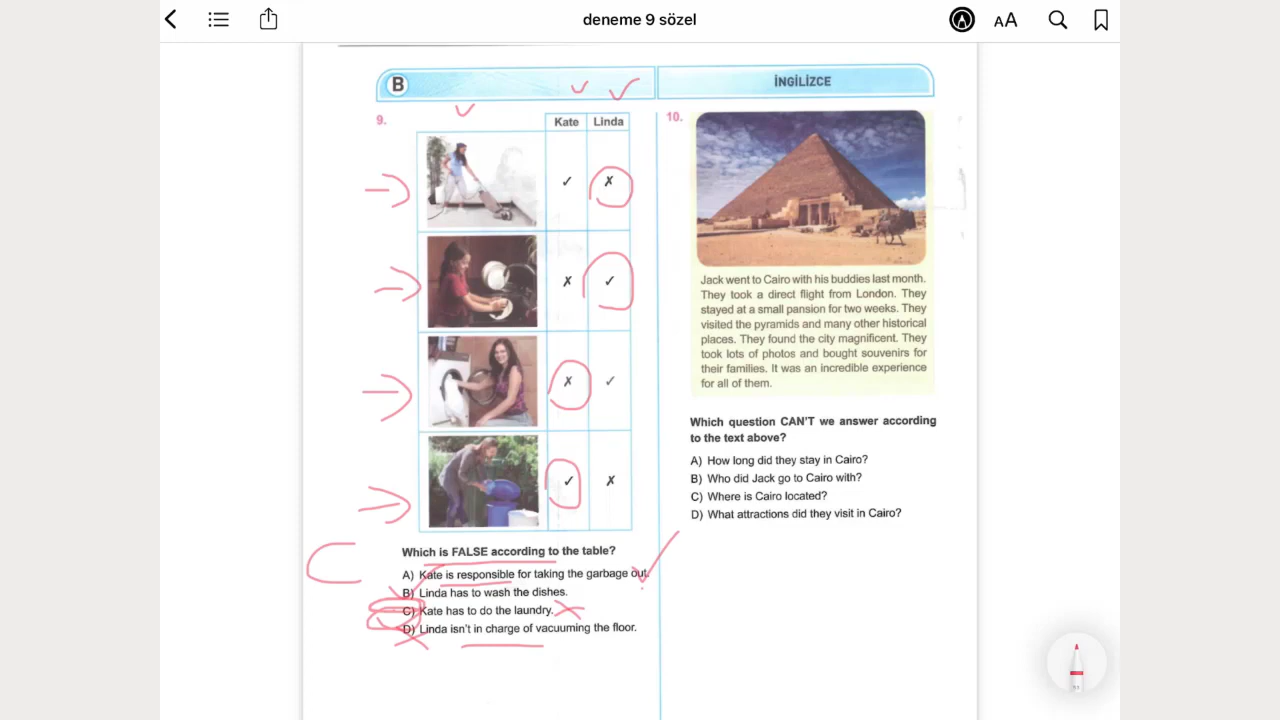 deneme 9 sözel
AA
B
İNGİLİZCE
9.
Kate Linda
✓ ✗
✗ ✓
✗ ✓
✓ ✗
Which is FALSE according to the table?
A) Kate is responsible for taking the garbage out.
B) Linda has to wash the dishes.
C) Kate has to do the laundry.
D) Linda isn't in charge of vacuuming the floor.
C
10.
Jack went to Cairo with his buddies last month.
They took a direct flight from London. They
stayed at a small pansion for two weeks. They
visited the pyramids and many other historical
places. They found the city magnificent. They
took lots of photos and bought souvenirs for
their families. It was an incredible experience
for all of them.
Which question CAN'T we answer according
to the text above?
A) How long did they stay in Cairo?
B) Who did Jack go to Cairo with?
C) Where is Cairo located?
D) What attractions did they visit in Cairo?